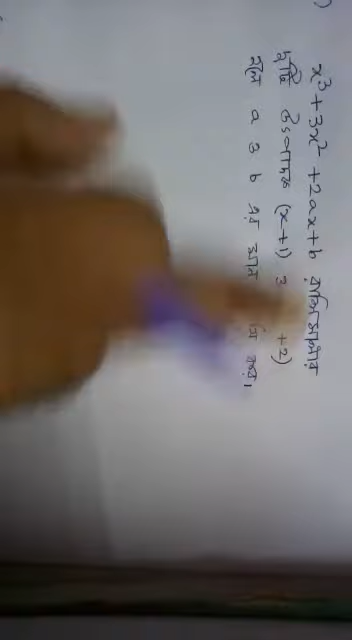 x³ + 3x² + 2ax + b রাশিমালার
দুটি উৎপাদক (x+1) ও +2)
হলে a ও b এর মান কর।